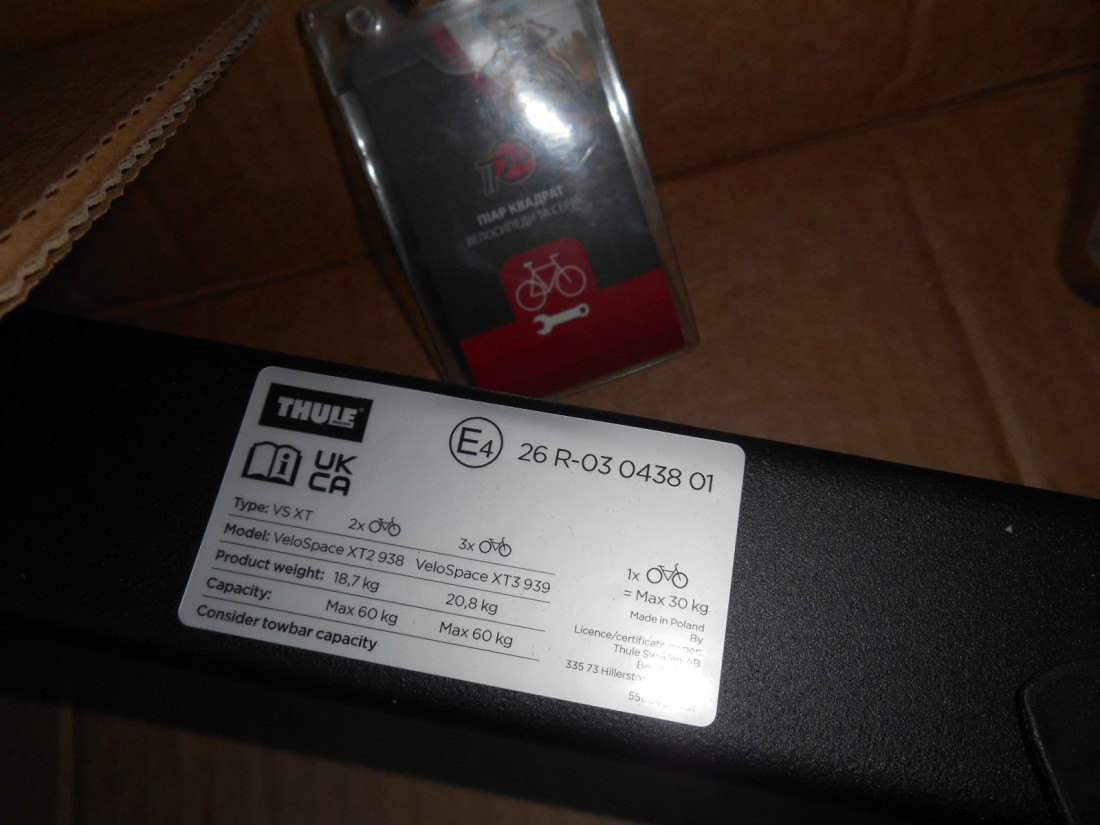 ПІАР КВАДРАТ
ВЕЛОСИПЕДИ ТА
THULE
SWEDEN
E4 26 R-03 0438 01
UK
CA
Type: VS XT 2x 3x
Model: VeloSpace XT2 938 VeloSpace XT3 939
Product weight: 18,7 kg 20,8 kg
Capacity: Max 60 kg Max 60 kg
Consider towbar capacity
1x
= Max 30 kg
Made in Poland
By
Licence/certificate owner:
Thule Sweden AB
335 73